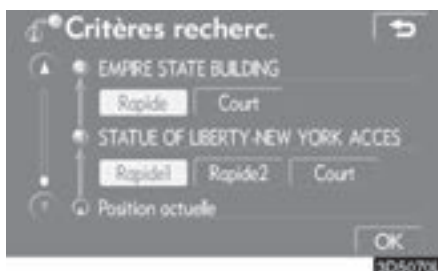 Critères recherc.
EMPIRE STATE BUILDING
Rapide Court
STATUE OF LIBERTY-NEW YORK ACCES
Rapide1 Rapide2 Court
Position actuelle
OK